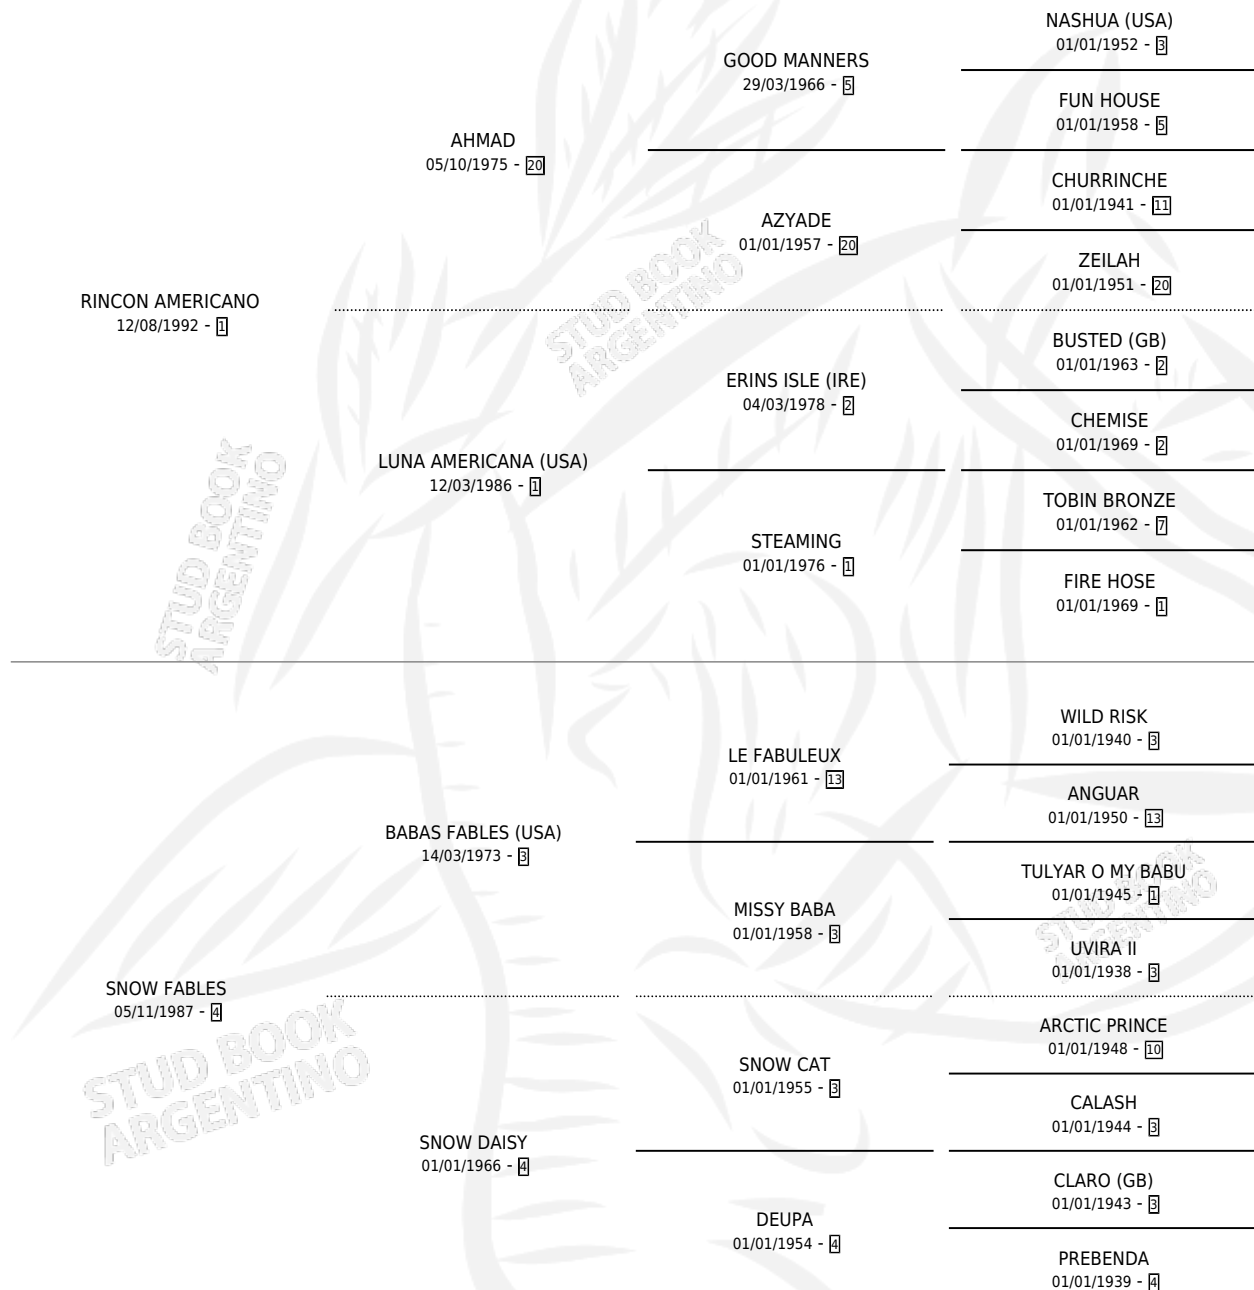 NASHUA (USA)
01/01/1952 - 3
GOOD MANNERS
29/03/1966 - 5
FUN HOUSE
01/01/1958 - 5
AHMAD
05/10/1975 - 20
CHURRINCHE
01/01/1941 - 11
AZYADE
01/01/1957 - 20
ZEILAH
01/01/1951 - 20
RINCON AMERICANO
12/08/1992 - 1
STUD BOOK
ARGENTINO
BUSTED (GB)
01/01/1963 - 2
ERINS ISLE (IRE)
04/03/1978 - 2
CHEMISE
01/01/1969 - 2
LUNA AMERICANA (USA)
12/03/1986 - 1
TOBIN BRONZE
01/01/1962 - 7
STEAMING
01/01/1976 - 1
FIRE HOSE
01/01/1969 - 1
STUD BOOK
ARGENTINO
WILD RISK
01/01/1940 - 3
LE FABULEUX
01/01/1961 - 13
ANGUAR
01/01/1950 - 13
BABAS FABLES (USA)
14/03/1973 - 3
TULYAR O MY BABU
01/01/1945 - 1
MISSY BABA
01/01/1958 - 3
UVIRA II
01/01/1938 - 3
STUD BOOK
ARGENTINO
SNOW FABLES
05/11/1987 - 4
ARCTIC PRINCE
01/01/1948 - 10
SNOW CAT
01/01/1955 - 3
CALASH
01/01/1944 - 3
STUD BOOK
ARGENTINO
SNOW DAISY
01/01/1966 - 4
CLARO (GB)
01/01/1943 - 3
DEUPA
01/01/1954 - 4
PREBENDA
01/01/1939 - 4